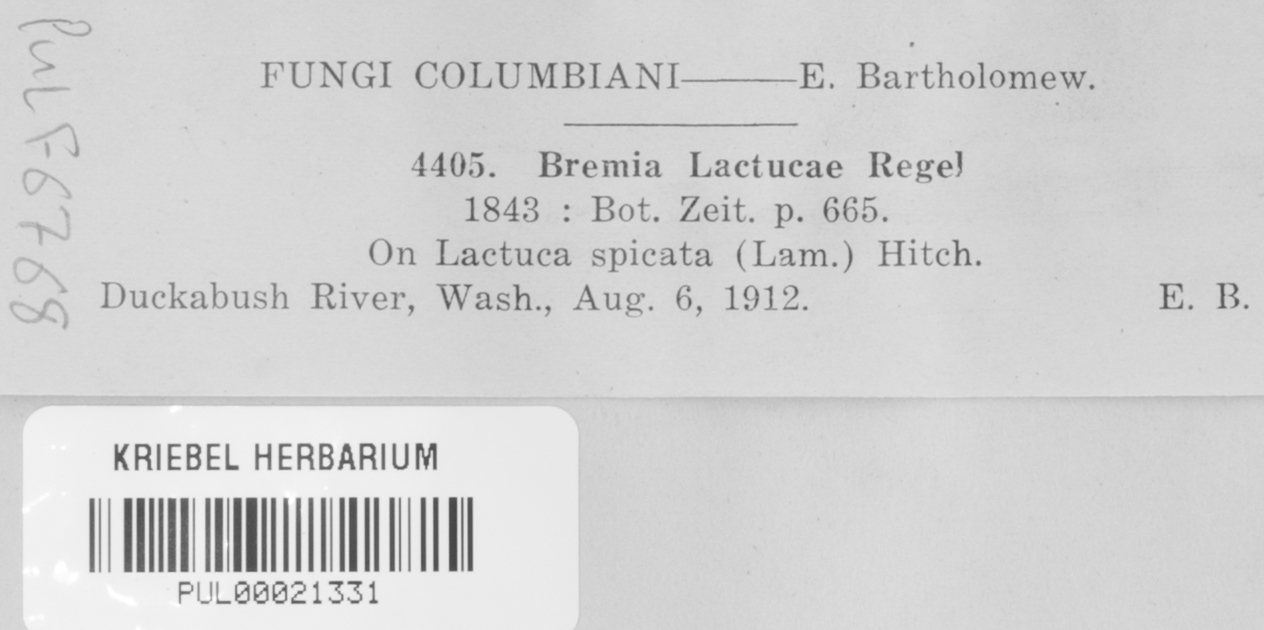 PUL F6768
FUNGI COLUMBIANI——E. Bartholomew.
4405. Bremia Lactucae Regel
1843 : Bot. Zeit. p. 665.
On Lactuca spicata (Lam.) Hitch.
Duckabush River, Wash., Aug. 6, 1912. E. B.
KRIEBEL HERBARIUM
PUL00021331